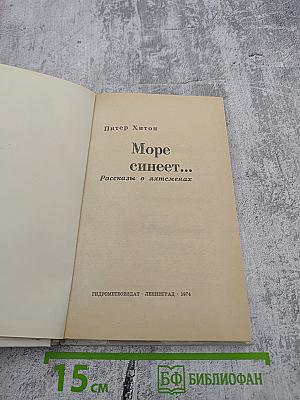 Питер Хитон
Море
синеет...
Рассказы о яхтсменах
ГИДРОМЕТЕОИЗДАТ · ЛЕНИНГРАД · 1974
15 см
БФ БИБЛИОФАН